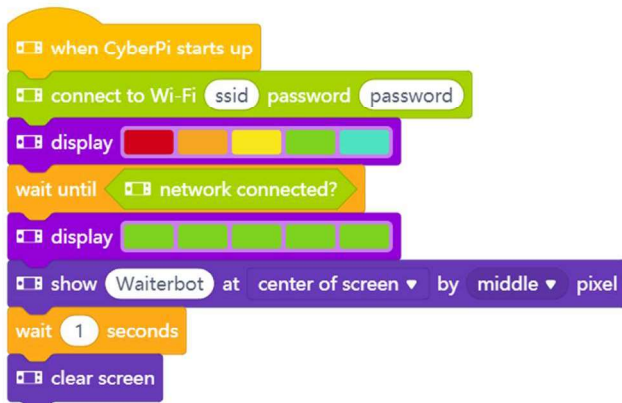 when CyberPi starts up
connect to Wi-Fi ssid password password
display
wait until network connected?
display
show Waiterbot at center of screen by middle pixel
wait 1 seconds
clear screen